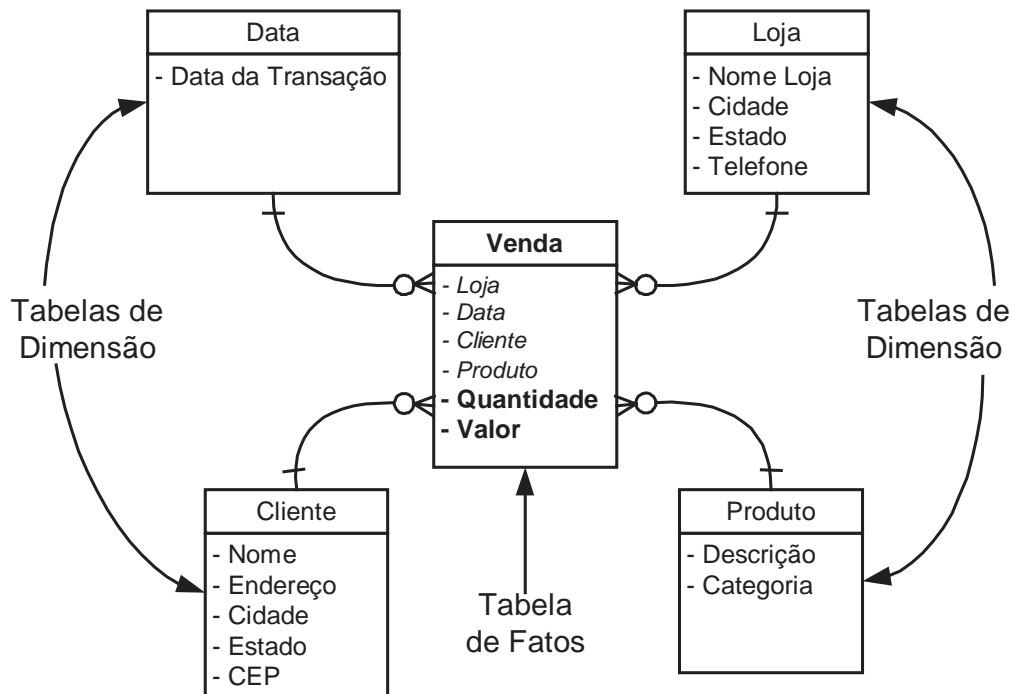 Data
- Data da Transação
Loja
- Nome Loja
- Cidade
- Estado
- Telefone
Tabelas de
Dimensão
Venda
- Loja
- Data
- Cliente
- Produto
- Quantidade
- Valor
Tabelas de
Dimensão
Cliente
- Nome
- Endereço
- Cidade
- Estado
- CEP
Tabela
de Fatos
Produto
- Descrição
- Categoria